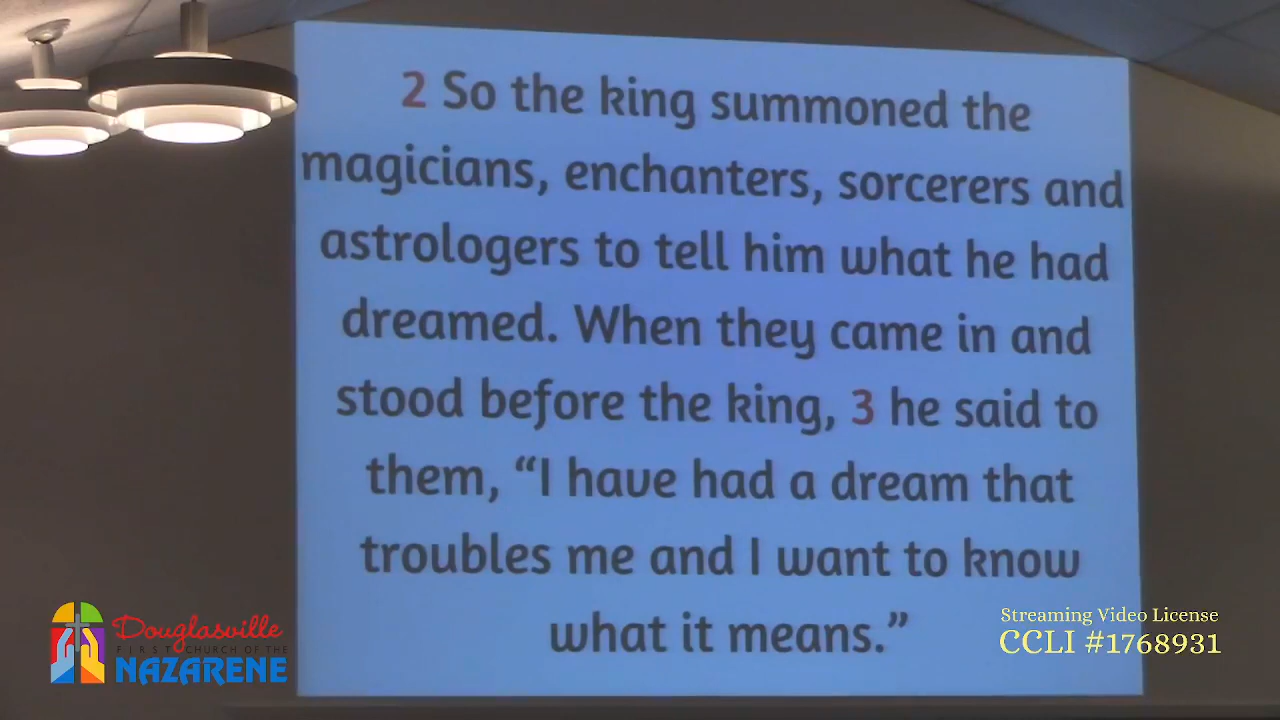 2 So the king summoned the
magicians, enchanters, sorcerers and
astrologers to tell him what he had
dreamed. When they came in and
stood before the king, 3 he said to
them, “I have had a dream that
troubles me and I want to know
what it means.”
Douglasville
FIRST CHURCH OF THE
NAZARENE
Streaming Video License
CCLI #1768931